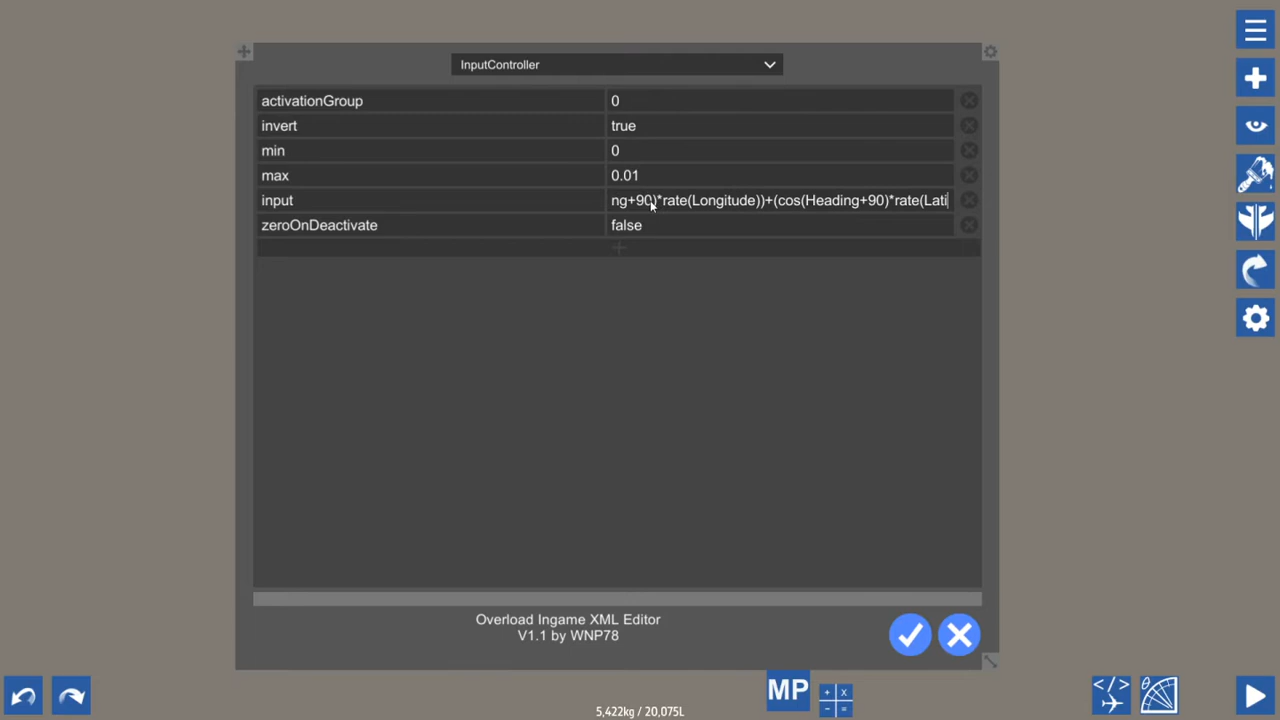 InputController
activationGroup 0
invert true
min 0
max 0.01
input ng+90)*rate(Longitude))+(cos(Heading+90)*rate(Lati
zeroOnDeactivate false
Overload Ingame XML Editor
V1.1 by WNP78
MP
+ x
- =
</>
5,422kg / 20,075L